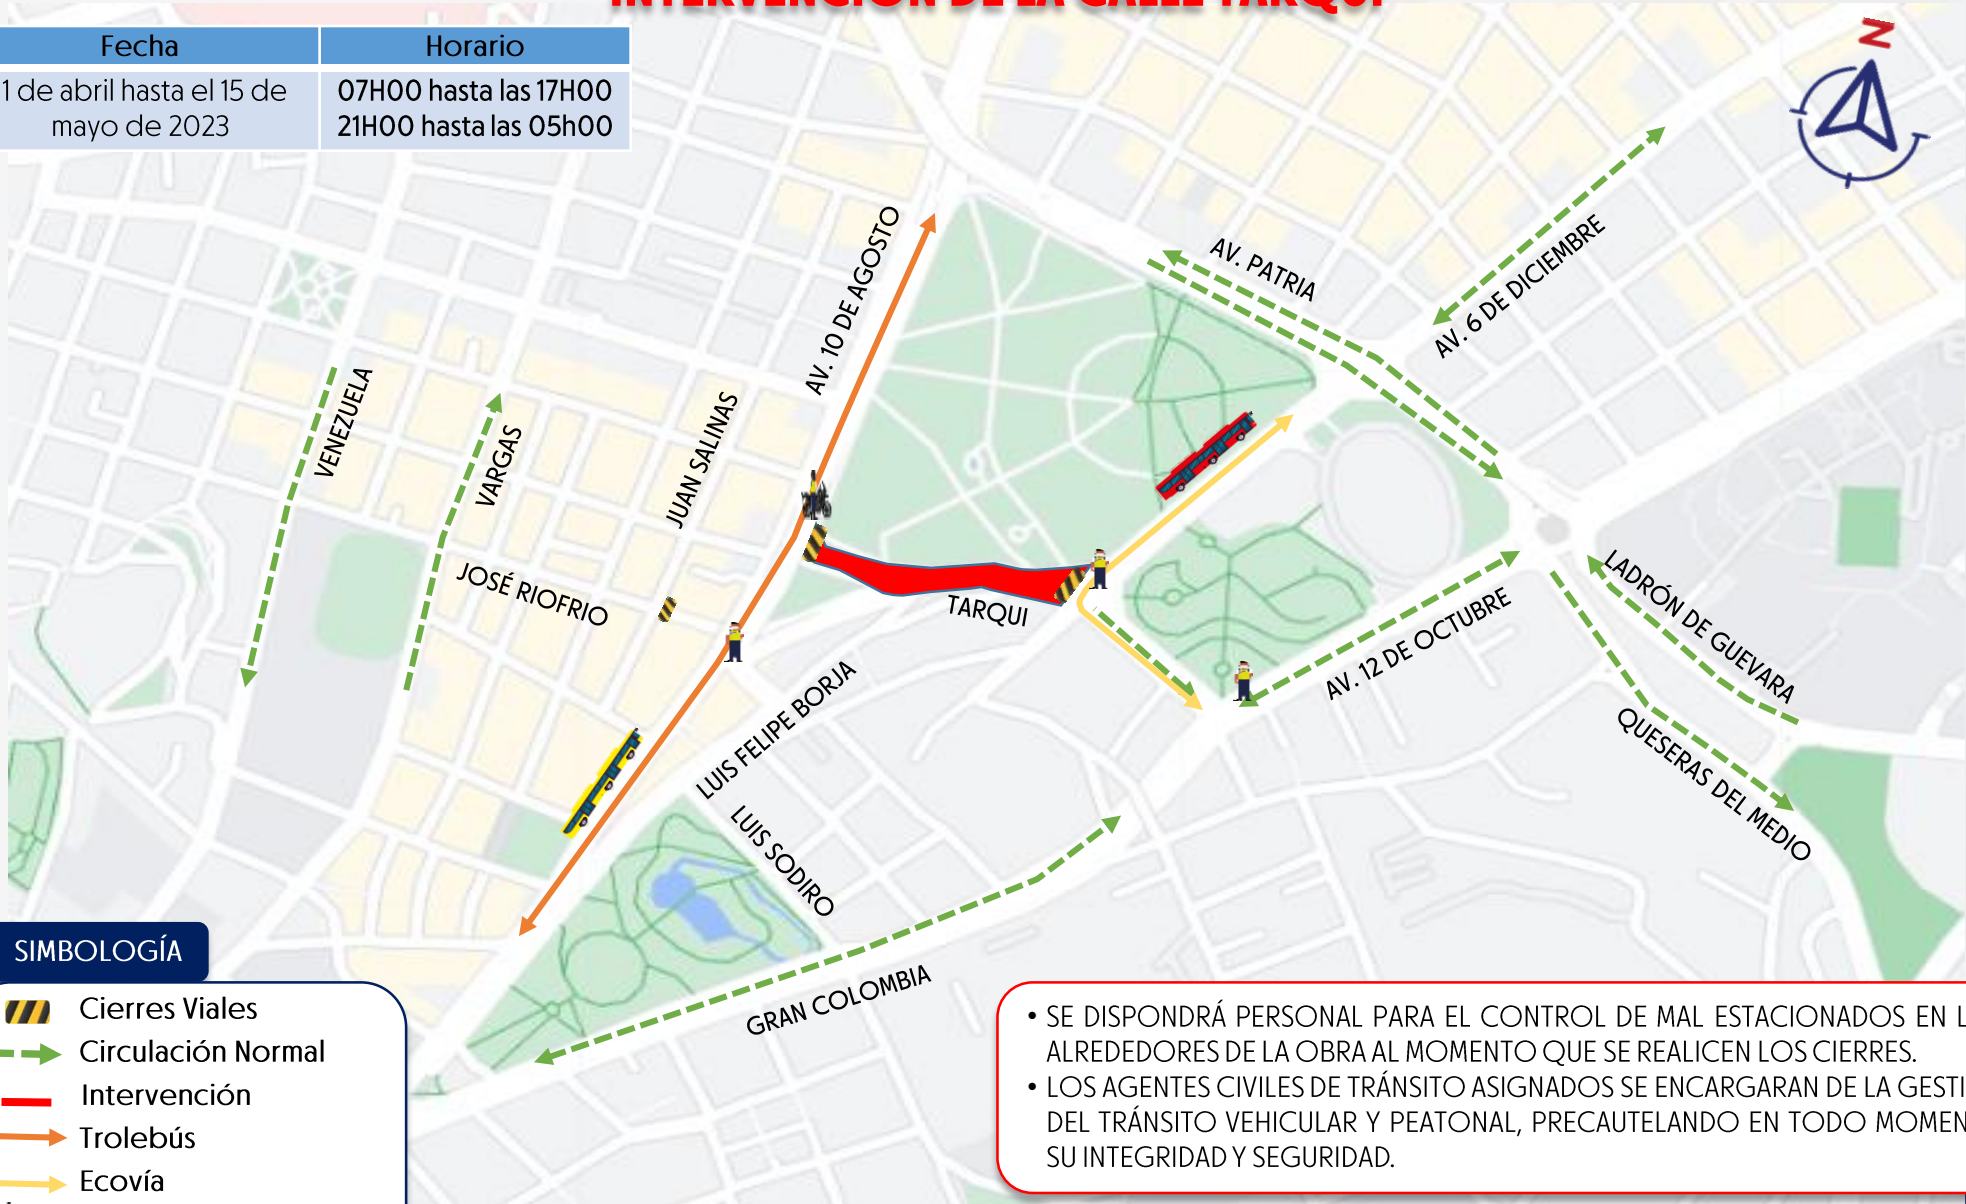 INTERVENCIÓN DE LA CALLE TARQUI
Fecha
Horario
1 de abril hasta el 15 de
mayo de 2023
07H00 hasta las 17H00
21H00 hasta las 05h00
N
AV. 10 DE AGOSTO
AV. PATRIA
AV. 6 DE DICIEMBRE
VENEZUELA
VARGAS
JUAN SALINAS
JOSÉ RIOFRIO
TARQUI
LUIS FELIPE BORJA
LUIS SODIRO
AV. 12 DE OCTUBRE
LADRÓN DE GUEVARA
QUESERAS DEL MEDIO
GRAN COLOMBIA
SIMBOLOGÍA
Cierres Viales
Circulación Normal
Intervención
Trolebús
Ecovía
• SE DISPONDRÁ PERSONAL PARA EL CONTROL DE MAL ESTACIONADOS EN L
ALREDEDORES DE LA OBRA AL MOMENTO QUE SE REALICEN LOS CIERRES.
• LOS AGENTES CIVILES DE TRÁNSITO ASIGNADOS SE ENCARGARAN DE LA GESTI
DEL TRÁNSITO VEHICULAR Y PEATONAL, PRECAUTELANDO EN TODO MOMEN
SU INTEGRIDAD Y SEGURIDAD.